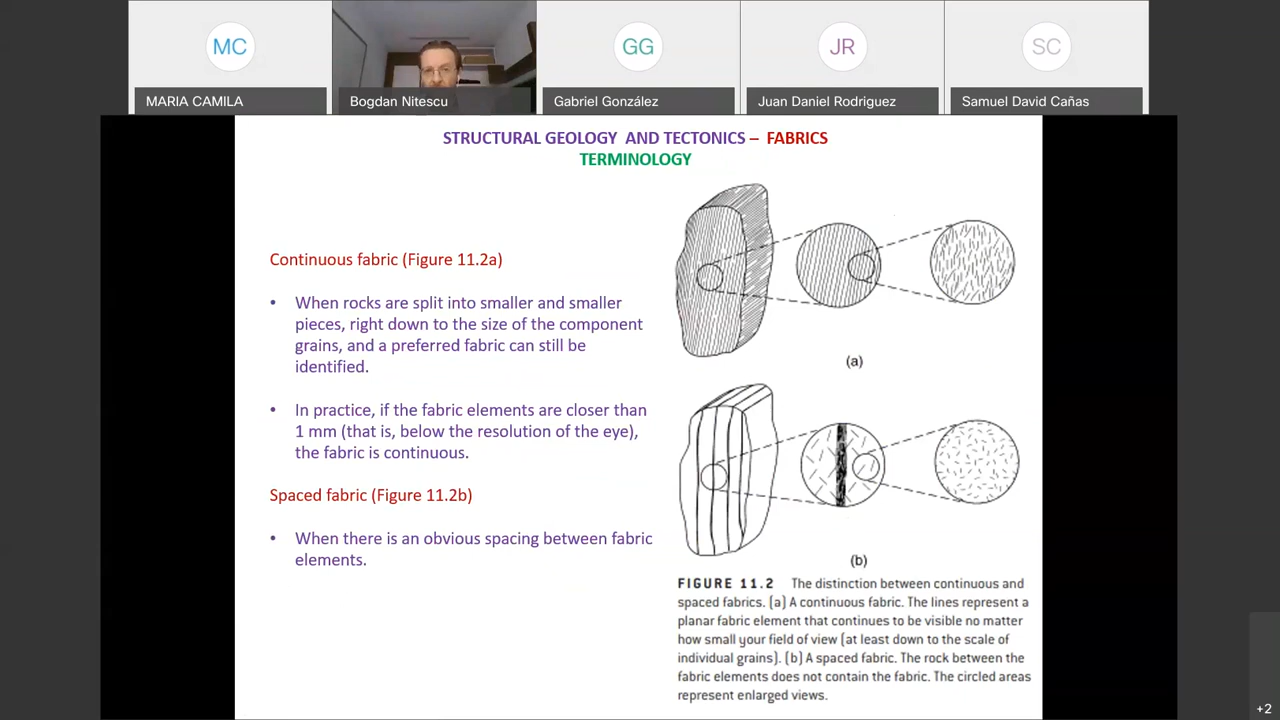 MC
GG
JR
SC
MARIA CAMILA
Bogdan Nitescu
Gabriel González
Juan Daniel Rodriguez
Samuel David Cañas
STRUCTURAL GEOLOGY AND TECTONICS – FABRICS
TERMINOLOGY
Continuous fabric (Figure 11.2a)
• When rocks are split into smaller and smaller
pieces, right down to the size of the component
grains, and a preferred fabric can still be
identified.
• In practice, if the fabric elements are closer than
1 mm (that is, below the resolution of the eye),
the fabric is continuous.
Spaced fabric (Figure 11.2b)
• When there is an obvious spacing between fabric
elements.
(a)
(b)
FIGURE 11.2 The distinction between continuous and
spaced fabrics. (a) A continuous fabric. The lines represent a
planar fabric element that continues to be visible no matter
how small your field of view (at least down to the scale of
individual grains). (b) A spaced fabric. The rock between the
fabric elements does not contain the fabric. The circled areas
represent enlarged views.
+2